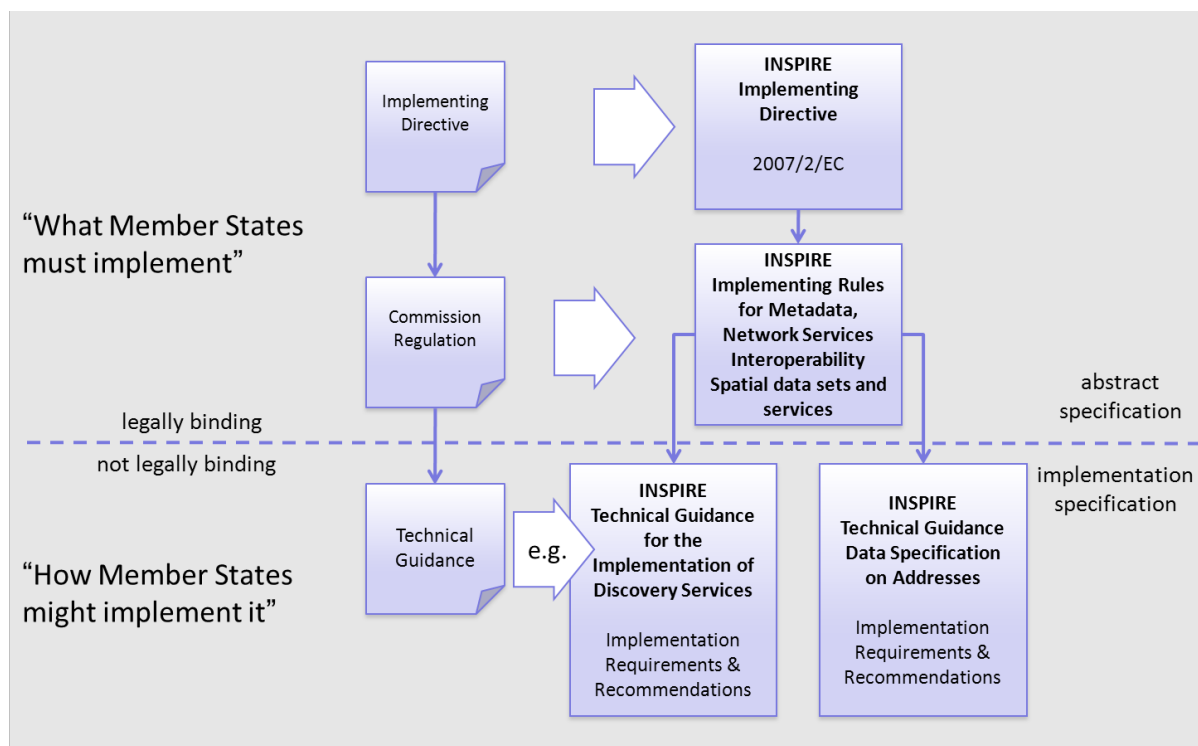 INSPIRE
Implementing
Directive
2007/2/EC
Implementing
Directive
“What Member States
must implement”
INSPIRE
Implementing Rules
for Metadata,
Network Services
Interoperability
Spatial data sets and
services
Commission
Regulation
abstract
specification
legally binding
not legally binding
implementation
specification
Technical
Guidance
e.g.
INSPIRE
Technical Guidance
for the
Implementation of
Discovery Services
Implementation
Requirements &
Recommendations
INSPIRE
Technical Guidance
Data Specification
on Addresses
Implementation
Requirements &
Recommendations
“How Member States
might implement it”